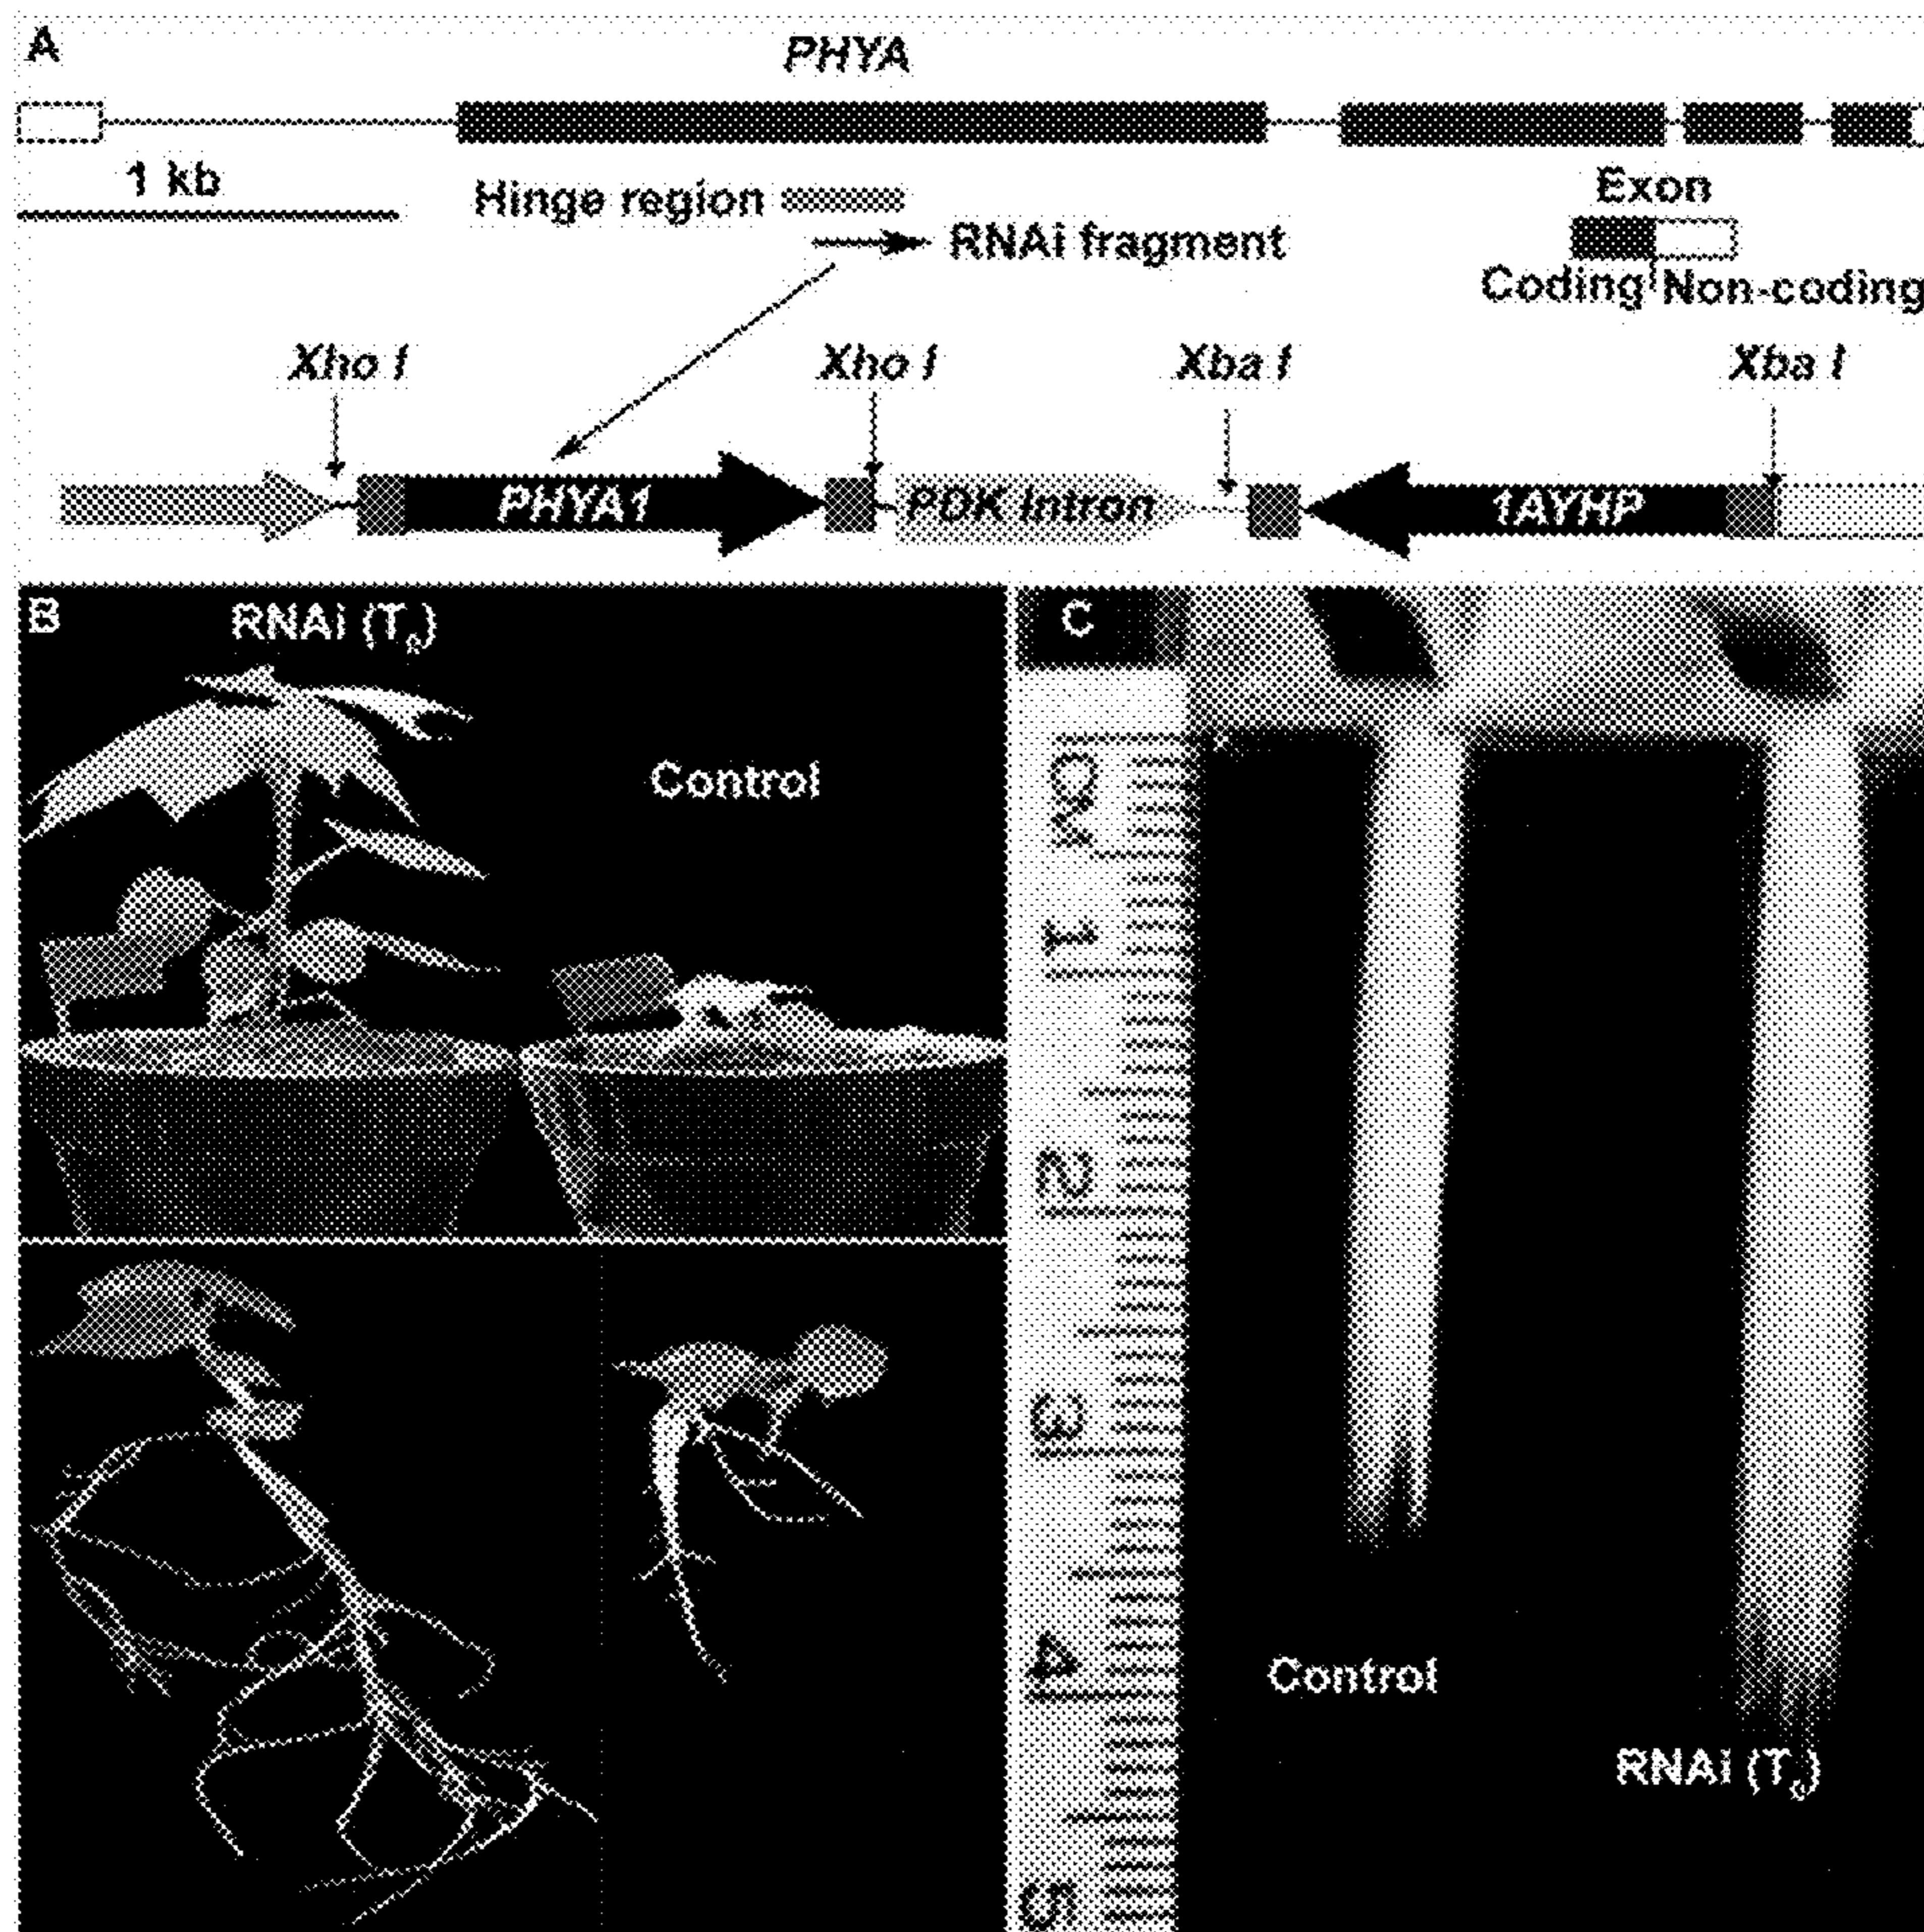 A
PHYA
1 kb
Hinge region
Exon
RNAi fragment
Coding Non-coding
Xho I Xho I Xba I Xba I
PHYA1 PDK Intron 1AYHP
B RNAi (T0)
Control
C
0
1
2
3
4
5
Control
RNAi (T0)